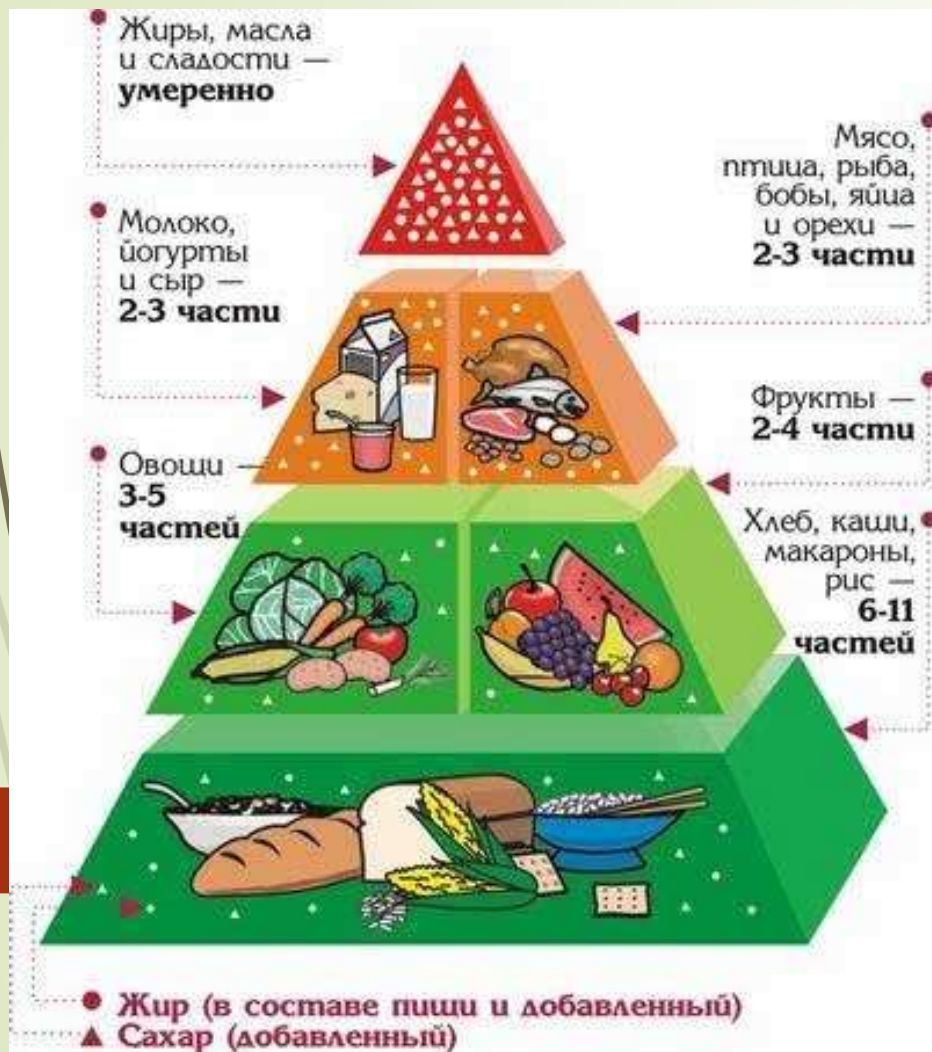 Жиры, масла
и сладости —
умеренно
Мясо,
птица, рыба,
бобы, яйца
и орехи —
2-3 части
Молоко,
йогурты
и сыр —
2-3 части
Фрукты —
2-4 части
Овощи —
3-5
частей
Хлеб, каши,
макароны,
рис —
6-11
частей
Жир (в составе пищи и добавленный)
Сахар (добавленный)